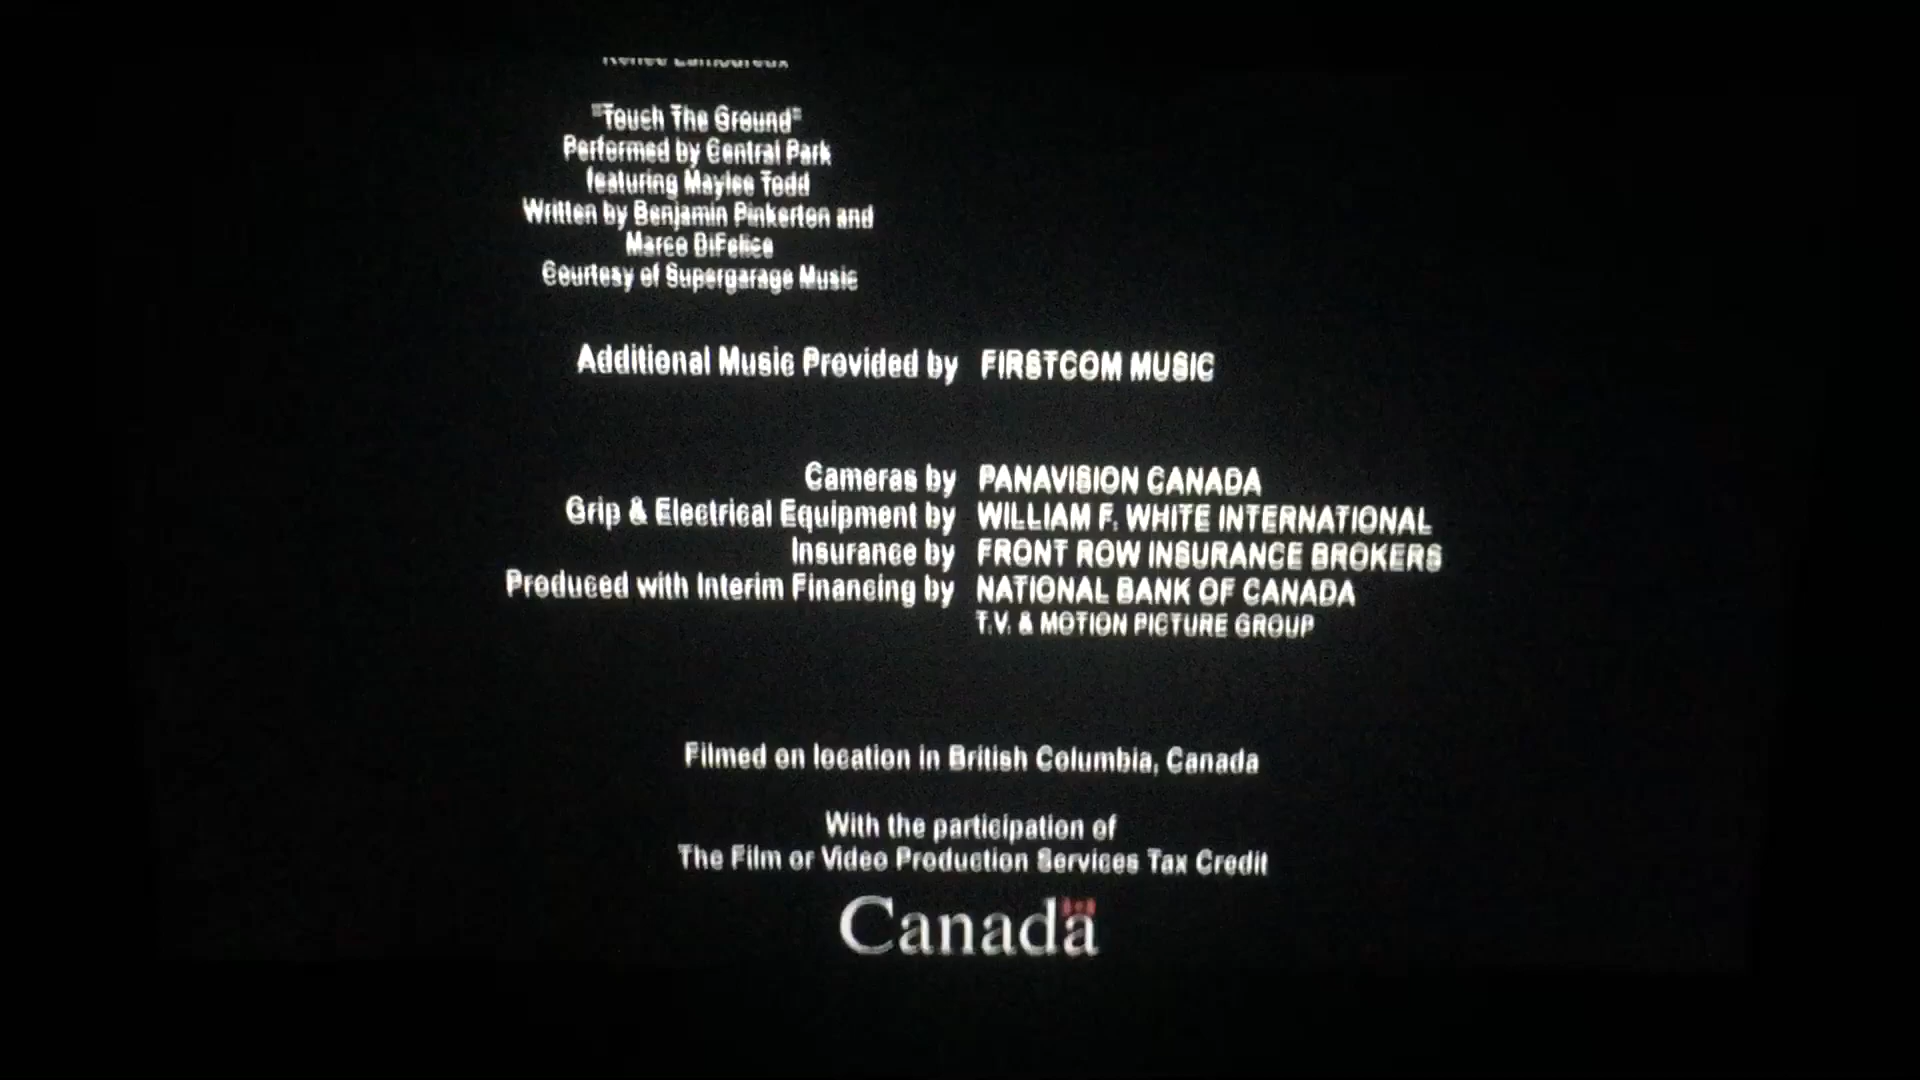 Renee Lamoureux
"Touch The Ground"
Performed by Central Park
featuring Maylee Todd
Written by Benjamin Pinkerton and
Marco DiFelice
Courtesy of Supergarage Music
Additional Music Provided by FIRSTCOM MUSIC
Cameras by PANAVISION CANADA
Grip & Electrical Equipment by WILLIAM F. WHITE INTERNATIONAL
Insurance by FRONT ROW INSURANCE BROKERS
Produced with Interim Financing by NATIONAL BANK OF CANADA
T.V. & MOTION PICTURE GROUP
Filmed on location in British Columbia, Canada
With the participation of
The Film or Video Production Services Tax Credit
Canada